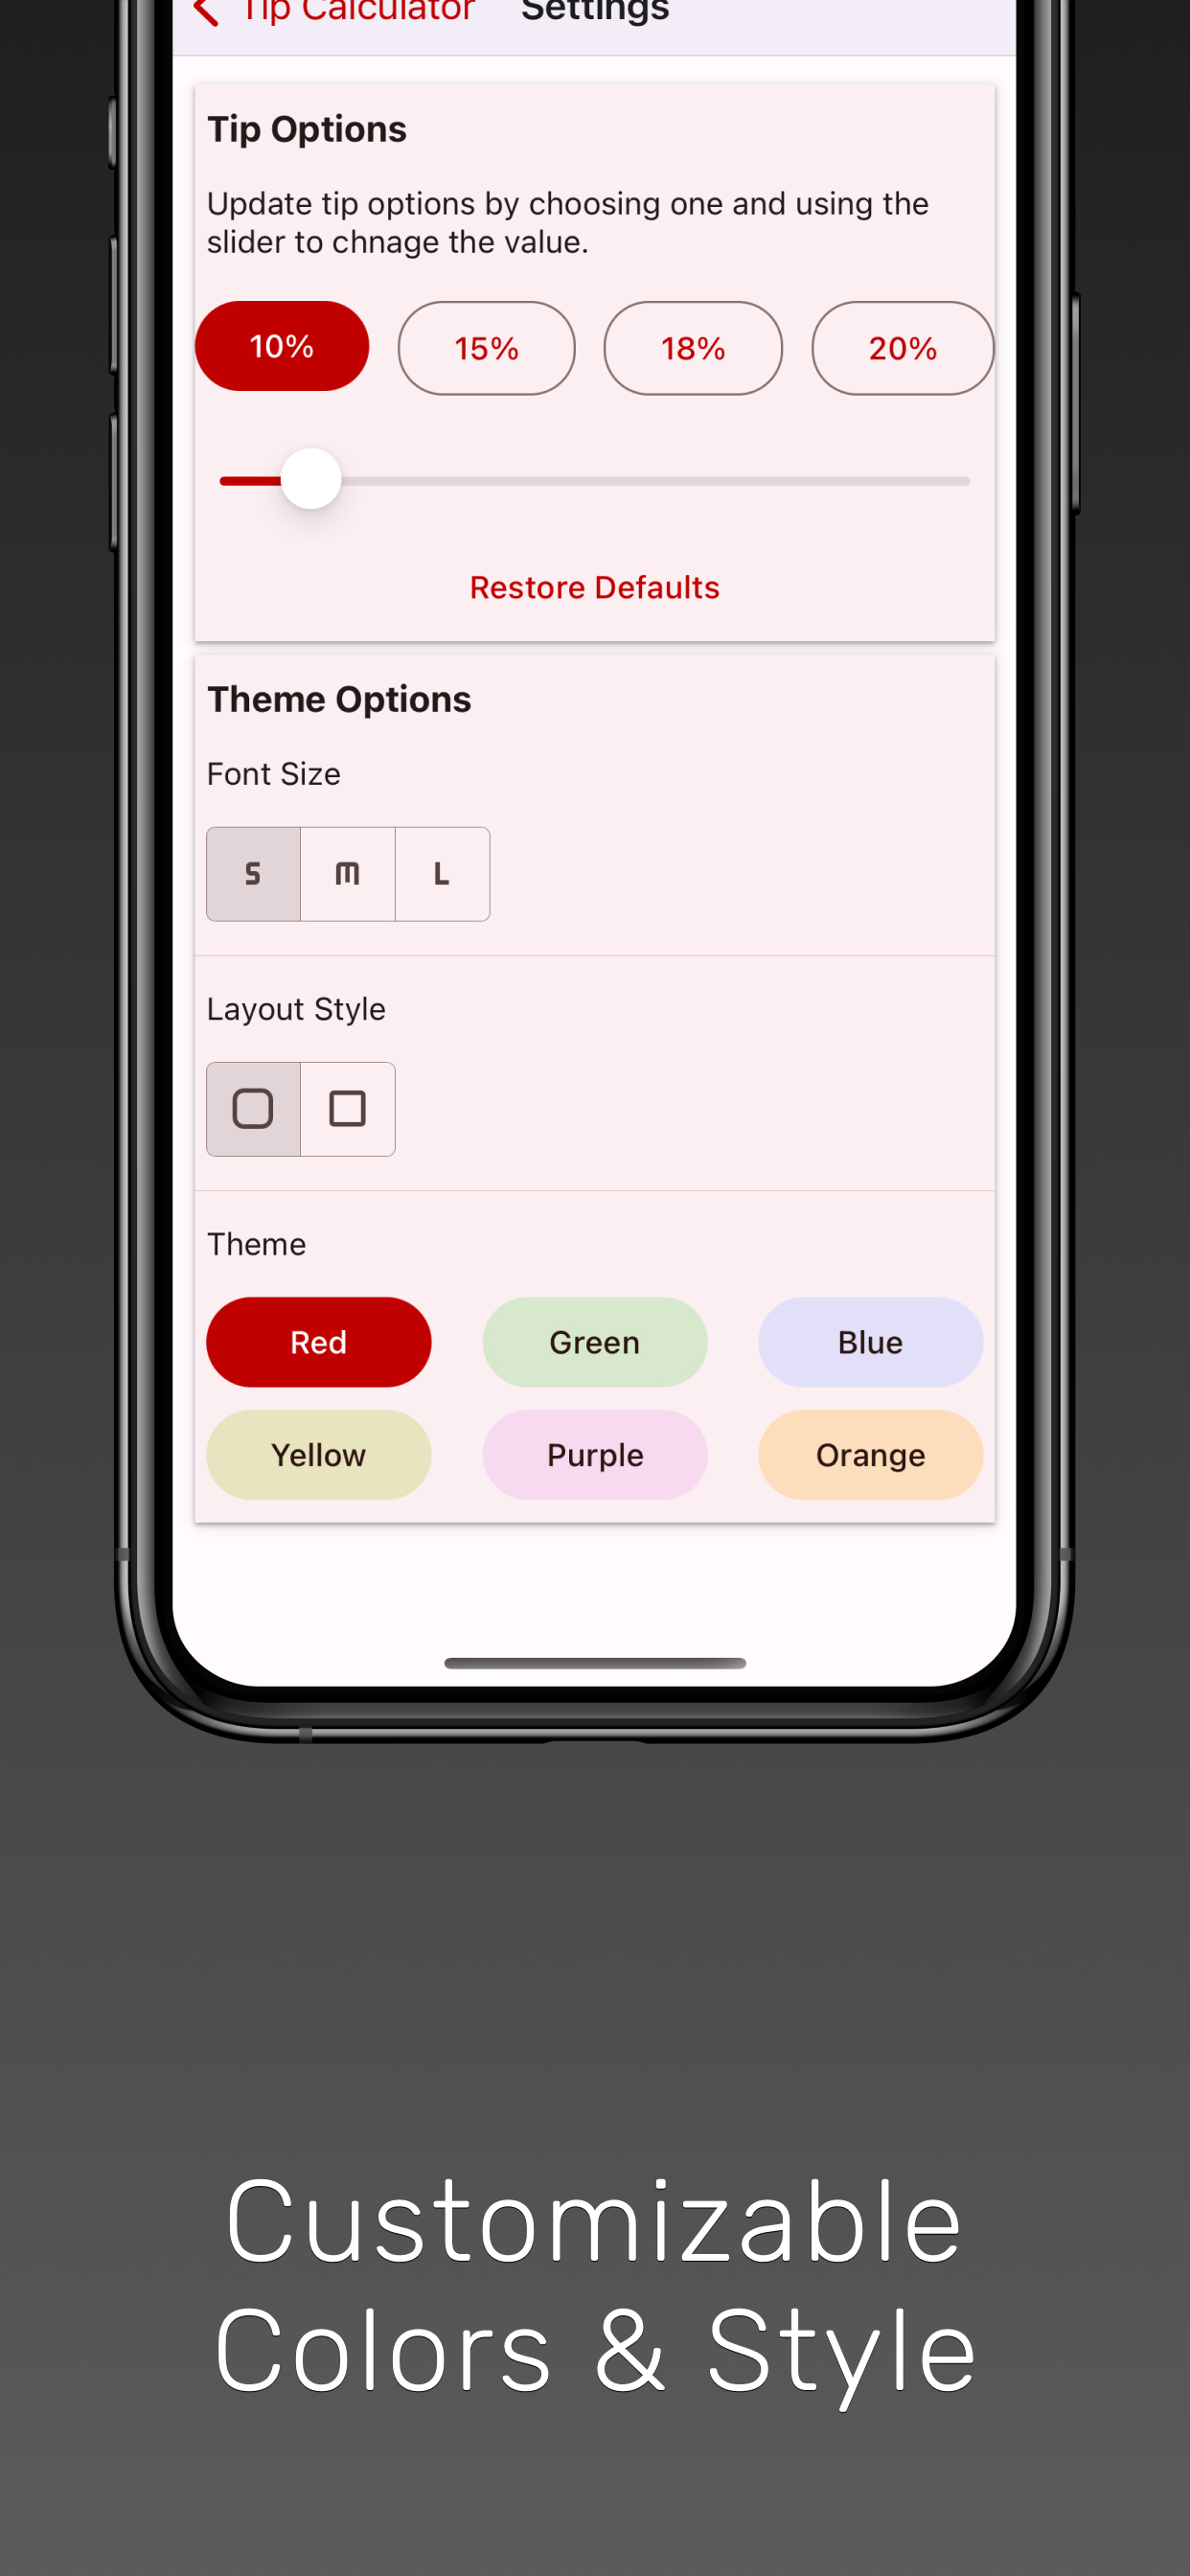 Tip Calculator Settings
Tip Options
Update tip options by choosing one and using the
slider to chnage the value.
10% 15% 18% 20%
Restore Defaults
Theme Options
Font Size
S M L
Layout Style
Theme
Red Green Blue
Yellow Purple Orange
Customizable
Colors & Style